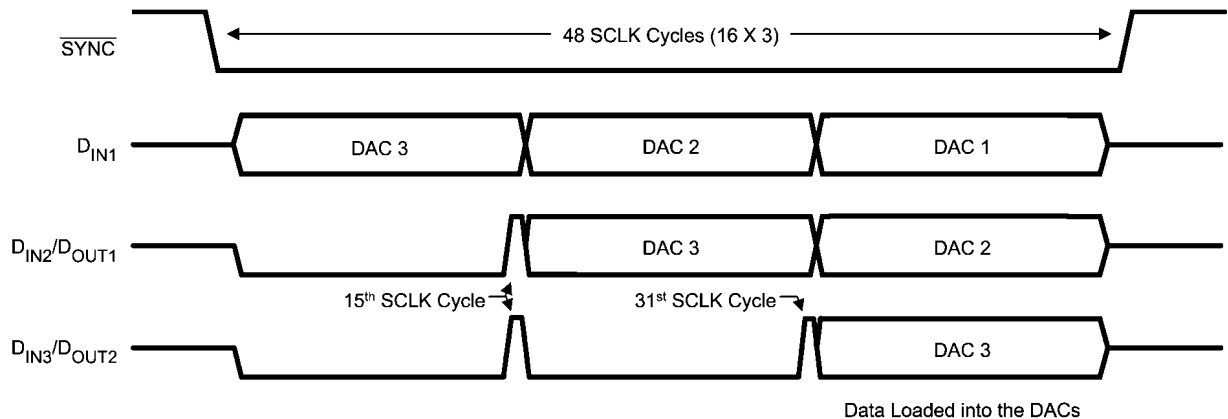 SYNC
48 SCLK Cycles (16 X 3)
DIN1
DAC 3
DAC 2
DAC 1
DIN2/DOUT1
DAC 3
DAC 2
15th SCLK Cycle
31st SCLK Cycle
DIN3/DOUT2
DAC 3
Data Loaded into the DACs